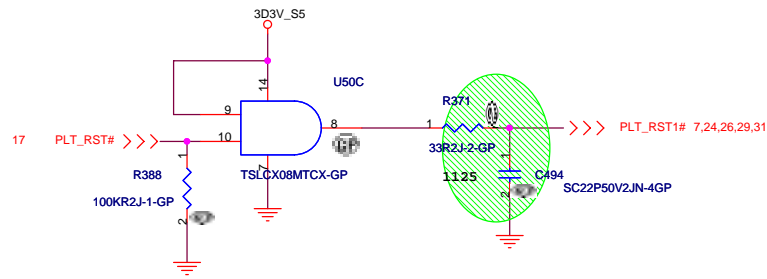 3D3V_S5
14
U50C
9
8
10
7
TSLCX08MTCX-GP
17
PLT_RST#
1
R388
100KR2J-1-GP
2
R371
1
33R2J-2-GP
1125
PLT_RST1# 7,24,26,29,31
1
C494
2
SC22P50V2JN-4GP